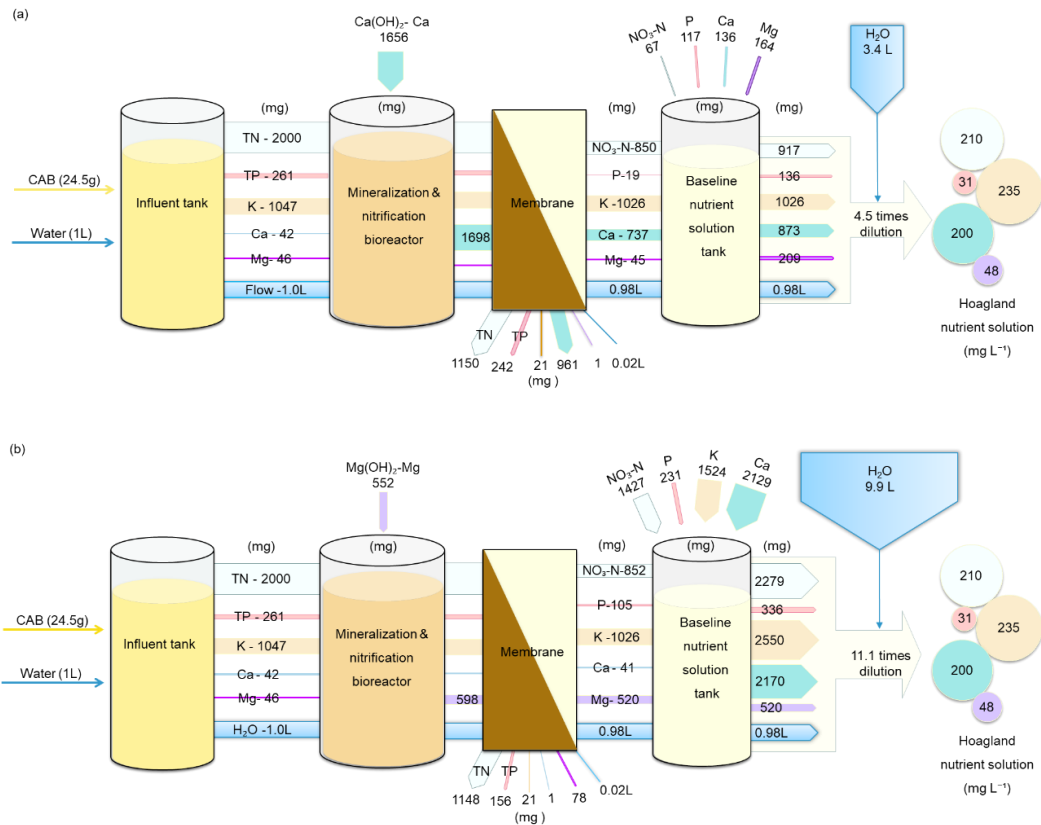 (a)
Ca(OH)₂- Ca
1656
NO₃-N
67
P
117
Ca
136
Mg
164
H₂O
3.4 L
(mg)
(mg)
(mg)
(mg)
(mg)
CAB (24.5g)
Water (1L)
Influent tank
TN - 2000
TP - 261
K - 1047
Ca - 42
Mg- 46
Flow -1.0L
Mineralization &
nitrification
bioreactor
1698
Membrane
NO₃-N-850
P-19
K -1026
Ca - 737
Mg- 45
0.98L
Baseline
nutrient
solution
tank
917
136
1026
873
209
0.98L
4.5 times
dilution
210
31
235
200
48
Hoagland
nutrient solution
(mg L⁻¹)
TN
TP
1150
242
21
961
1
0.02L
(mg )
(b)
Mg(OH)₂-Mg
552
NO₃-N
1427
P
231
K
1524
Ca
2129
H₂O
9.9 L
(mg)
(mg)
(mg)
(mg)
(mg)
CAB (24.5g)
Water (1L)
Influent tank
TN - 2000
TP - 261
K - 1047
Ca - 42
Mg- 46
H₂O -1.0L
Mineralization &
nitrification
bioreactor
598
Membrane
NO₃-N-852
P-105
K -1026
Ca - 41
Mg- 520
0.98L
Baseline
nutrient
solution
tank
2279
336
2550
2170
520
0.98L
11.1 times
dilution
210
31
235
200
48
Hoagland
nutrient solution
(mg L⁻¹)
TN
TP
1148
156
21
1
78
0.02L
(mg )